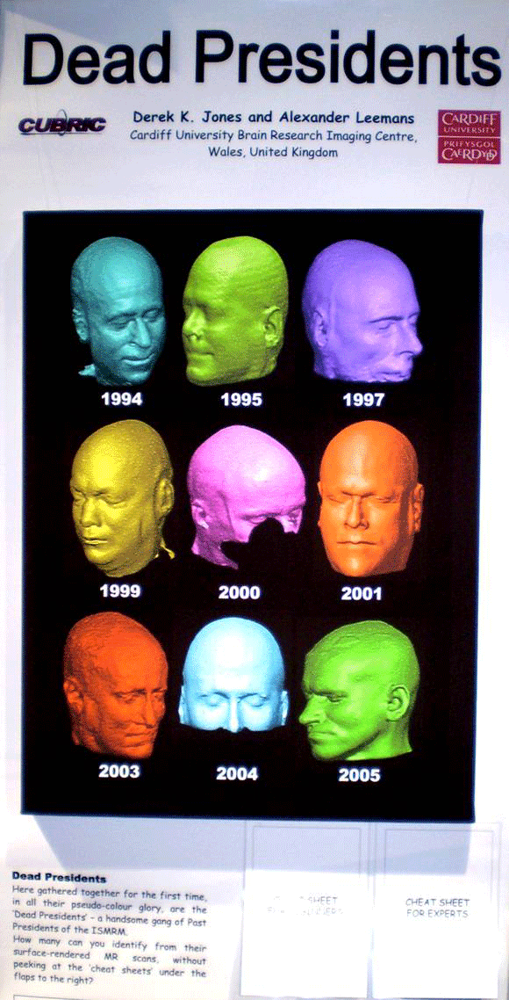 Dead Presidents
CUBRIC
Derek K. Jones and Alexander Leemans
Cardiff University Brain Research Imaging Centre,
Wales, United Kingdom
CARDIFF
UNIVERSITY
PRIFYSGOL
CAERDYDD
1994 1995 1997
1999 2000 2001
2003 2004 2005
Dead Presidents
Here gathered together for the first time,
in all their pseudo-colour glory, are the
'Dead Presidents' – a handsome gang of Past
Presidents of the ISMRM.
How many can you identify from their
surface-rendered MR scans, without
peeking at the 'cheat sheets' under the
flaps to the right?
SHEET
CHEAT SHEET
FOR EXPERTS